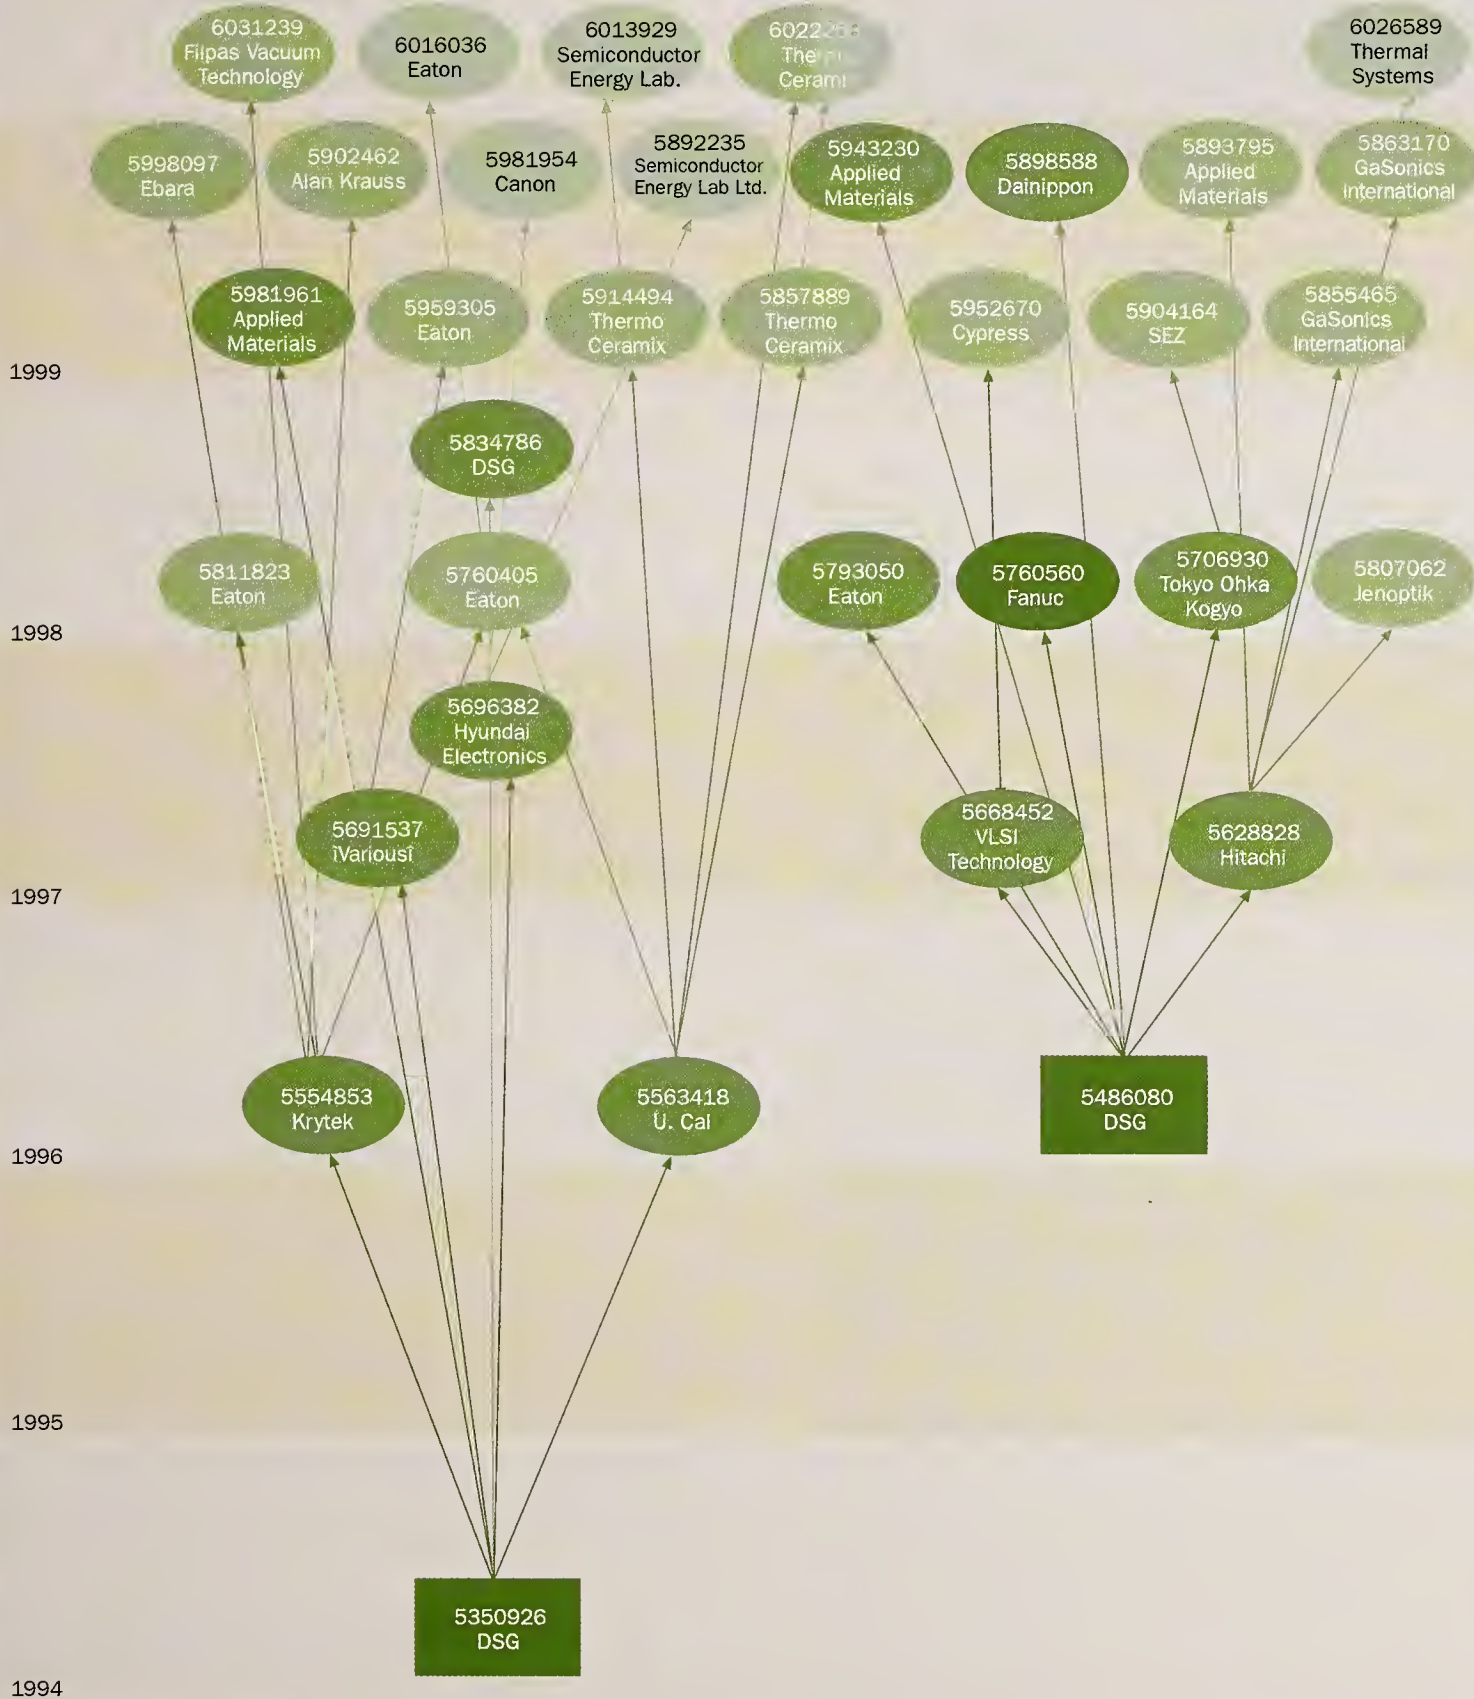 6031239
Filpas Vacuum
Technology
6016036
Eaton
6013929
Semiconductor
Energy Lab.
6022
Cerami
6026589
Thermal
Systems
5998097
Ebara
5902462
Alan Krauss
5981954
Canon
5892235
Semiconductor
Energy Lab Ltd.
5943230
Applied
Materials
5898588
Dainippon
5893795
Applied
Materials
5863170
GaSonics
International
5981961
Applied
Materials
5959305
Eaton
5914494
Thermo
Ceramix
5857889
Thermo
Ceramix
5952670
Cypress
5904164
SEZ
5855465
GaSonics
International
1999
5834786
DSG
5811823
Eaton
5760405
Eaton
5793050
Eaton
5760560
Fanuc
5706930
Tokyo Ohka
Kogyo
5807062
Jenoptik
1998
5696382
Hyundai
Electronics
5691537
îVariousî
5668452
VLSI
Technology
5628828
Hitachi
1997
5554853
Krytek
5563418
U. Cal
5486080
DSG
1996
1995
5350926
DSG
1994